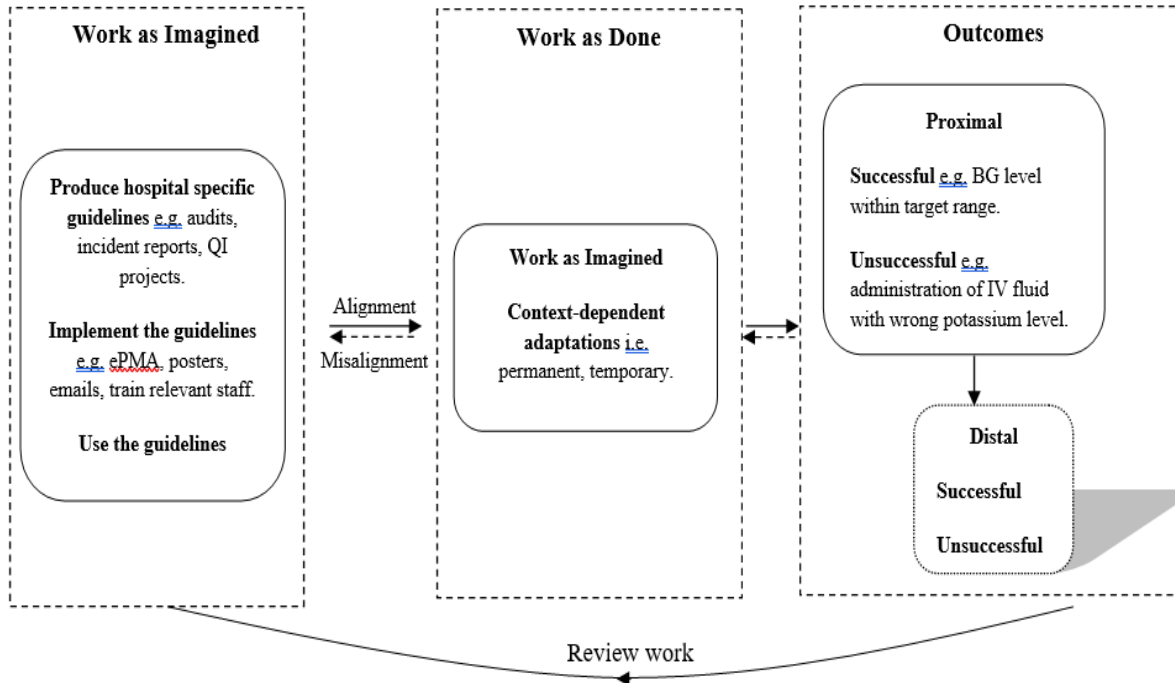 Work as Imagined
Produce hospital specific
guidelines e.g. audits,
incident reports, QI
projects.
Implement the guidelines
e.g. ePMA, posters,
emails, train relevant staff.
Use the guidelines
Alignment
Misalignment
Work as Done
Work as Imagined
Context-dependent
adaptations i.e.
permanent, temporary.
Outcomes
Proximal
Successful e.g. BG level
within target range.
Unsuccessful e.g.
administration of IV fluid
with wrong potassium level.
Distal
Successful
Unsuccessful
Review work